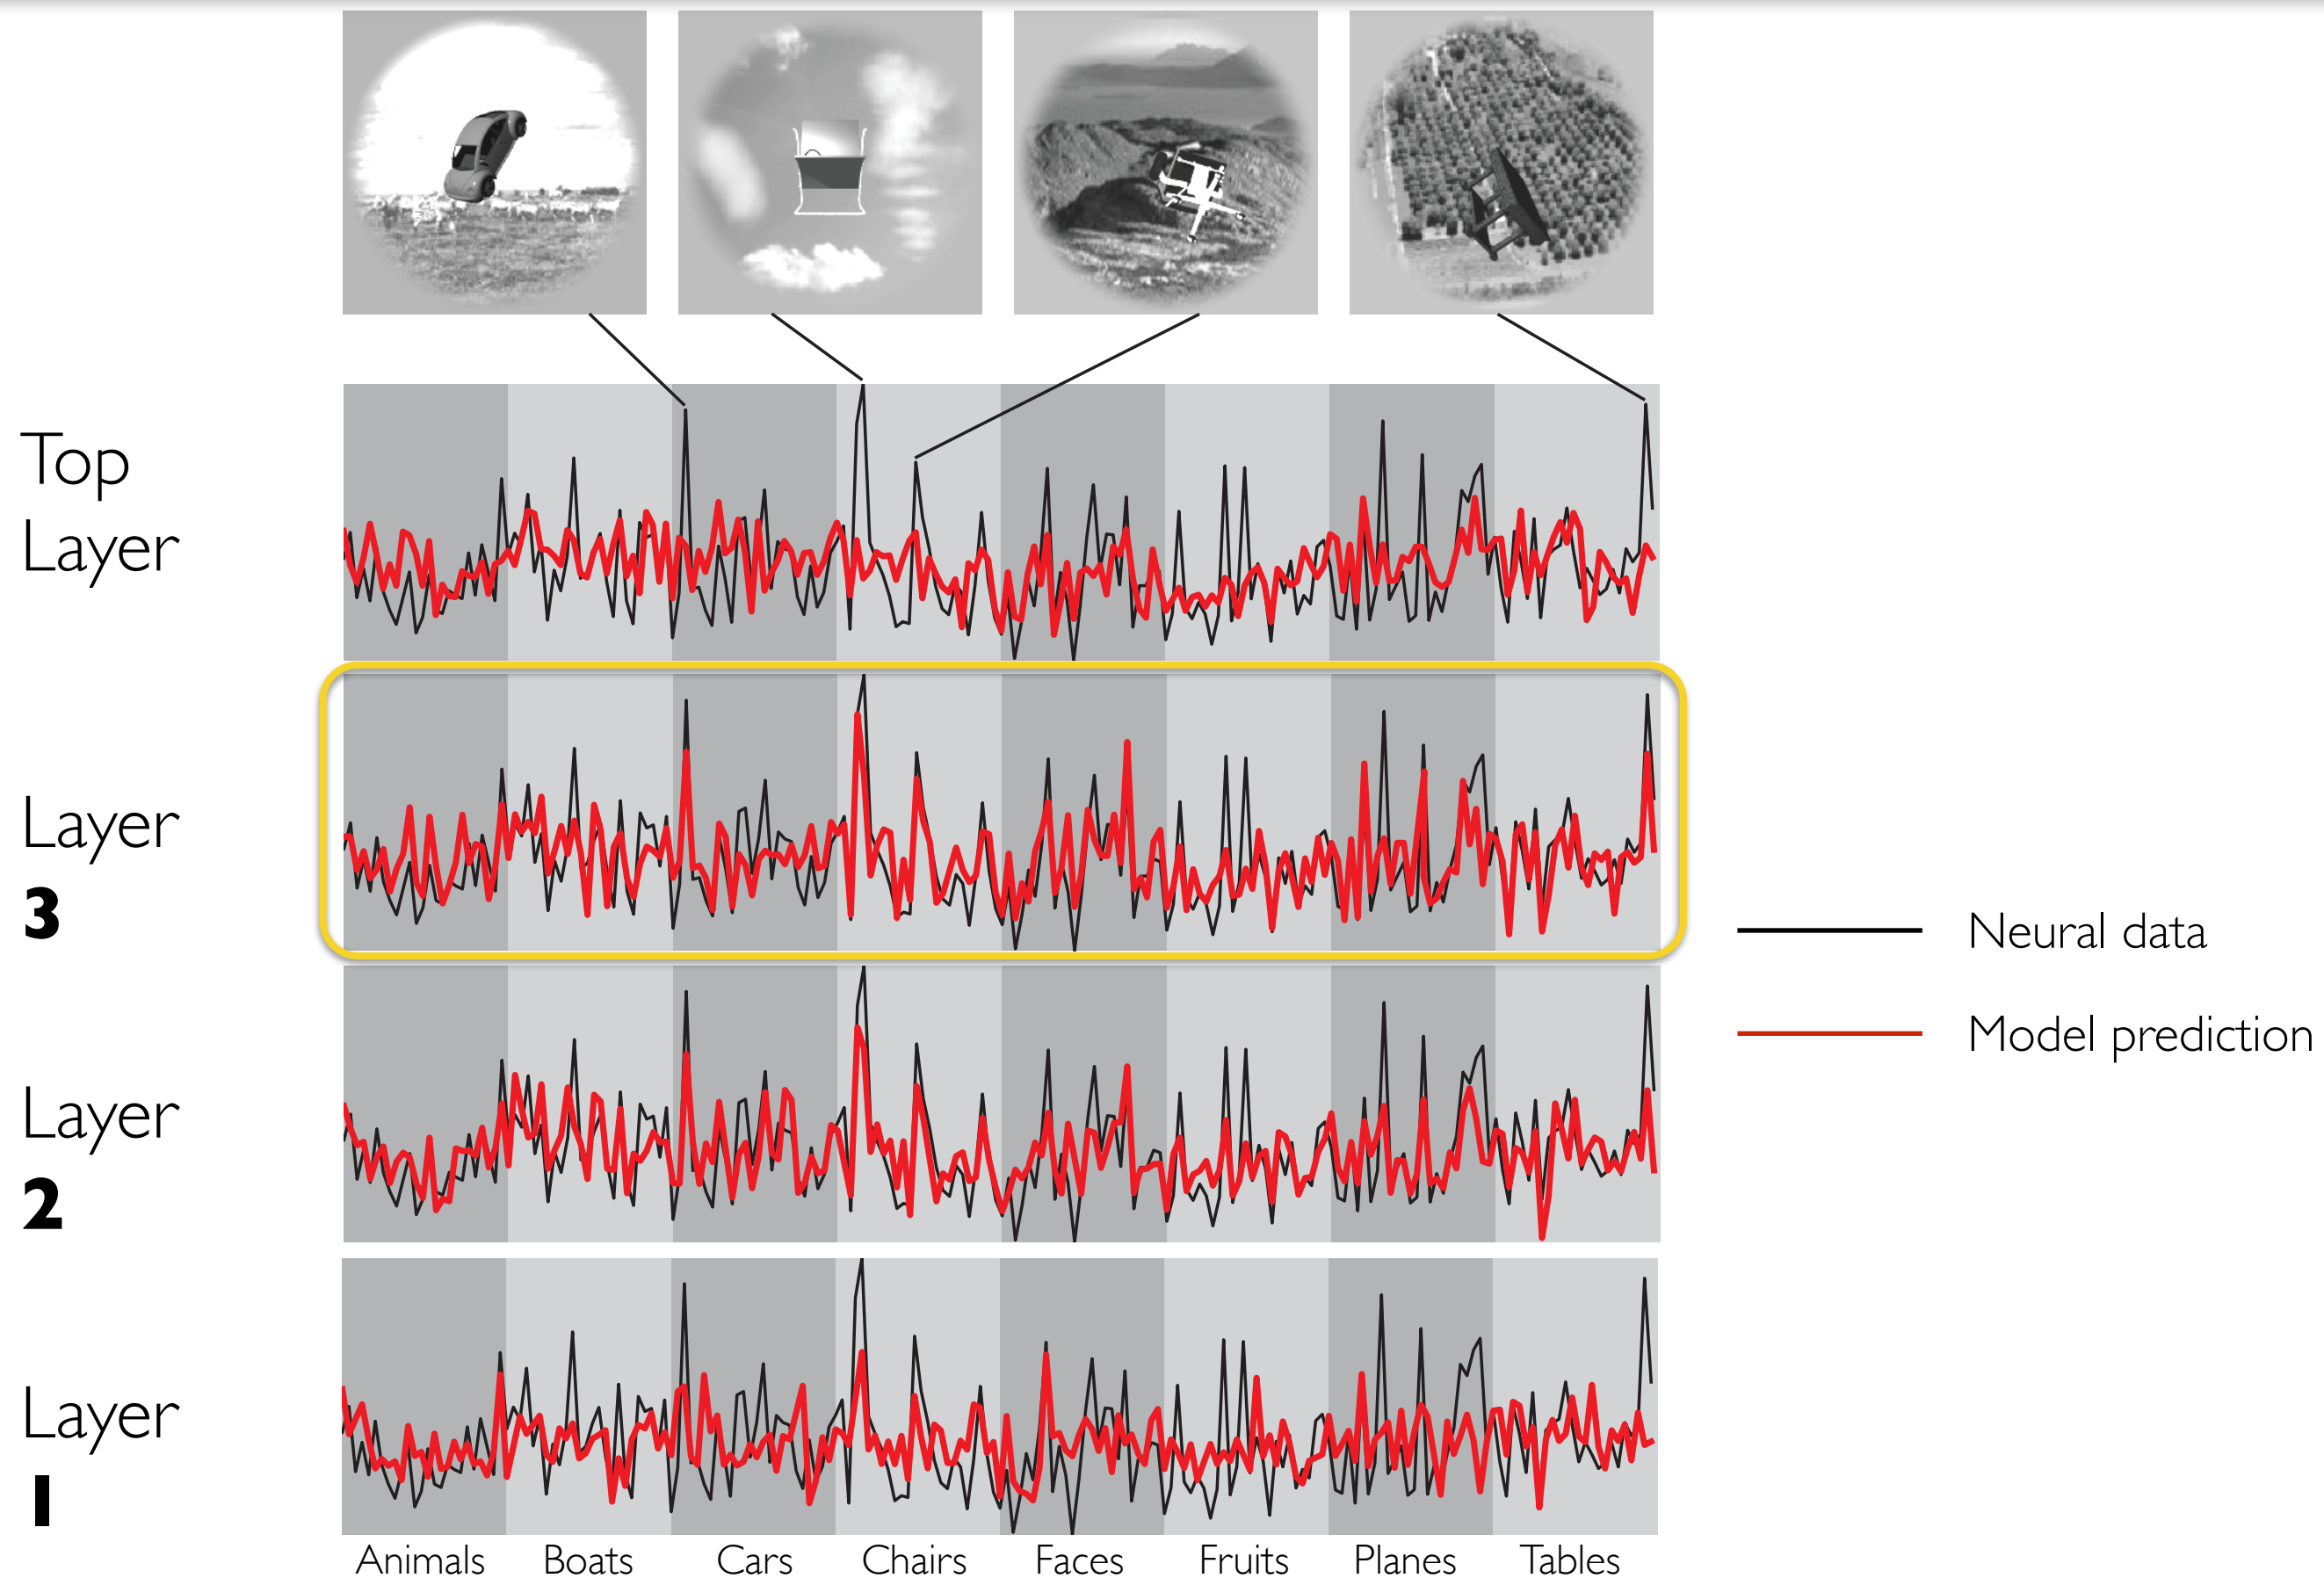 Top
Layer
Layer
3
Neural data
Model prediction
Layer
2
Layer
1
Animals Boats Cars Chairs Faces Fruits Planes Tables